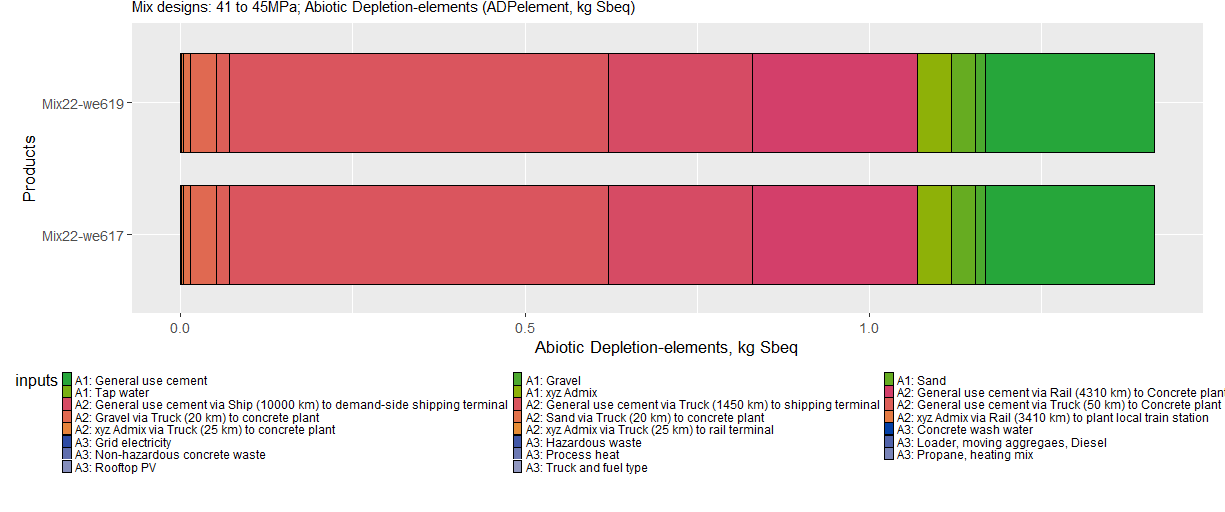 Mix designs: 41 to 45MPa; Abiotic Depletion-elements (ADPelement, kg Sbeq)
Products
Mix22-we619
Mix22-we617
0.0 0.5 1.0
Abiotic Depletion-elements, kg Sbeq
inputs
A1: General use cement A1: Gravel A1: Sand
A1: Tap water A1: xyz Admix A2: General use cement via Rail (4310 km) to Concrete plant
A2: General use cement via Ship (10000 km) to demand-side shipping terminal A2: General use cement via Truck (1450 km) to shipping terminal A2: General use cement via Truck (50 km) to Concrete plant
A2: Gravel via Truck (20 km) to concrete plant A2: Sand via Truck (20 km) to concrete plant A2: xyz Admix via Rail (3410 km) to plant local train station
A2: xyz Admix via Truck (25 km) to concrete plant A2: xyz Admix via Truck (25 km) to rail terminal A3: Concrete wash water
A3: Grid electricity A3: Hazardous waste A3: Loader, moving aggregaes, Diesel
A3: Non-hazardous concrete waste A3: Process heat A3: Propane, heating mix
A3: Rooftop PV A3: Truck and fuel type